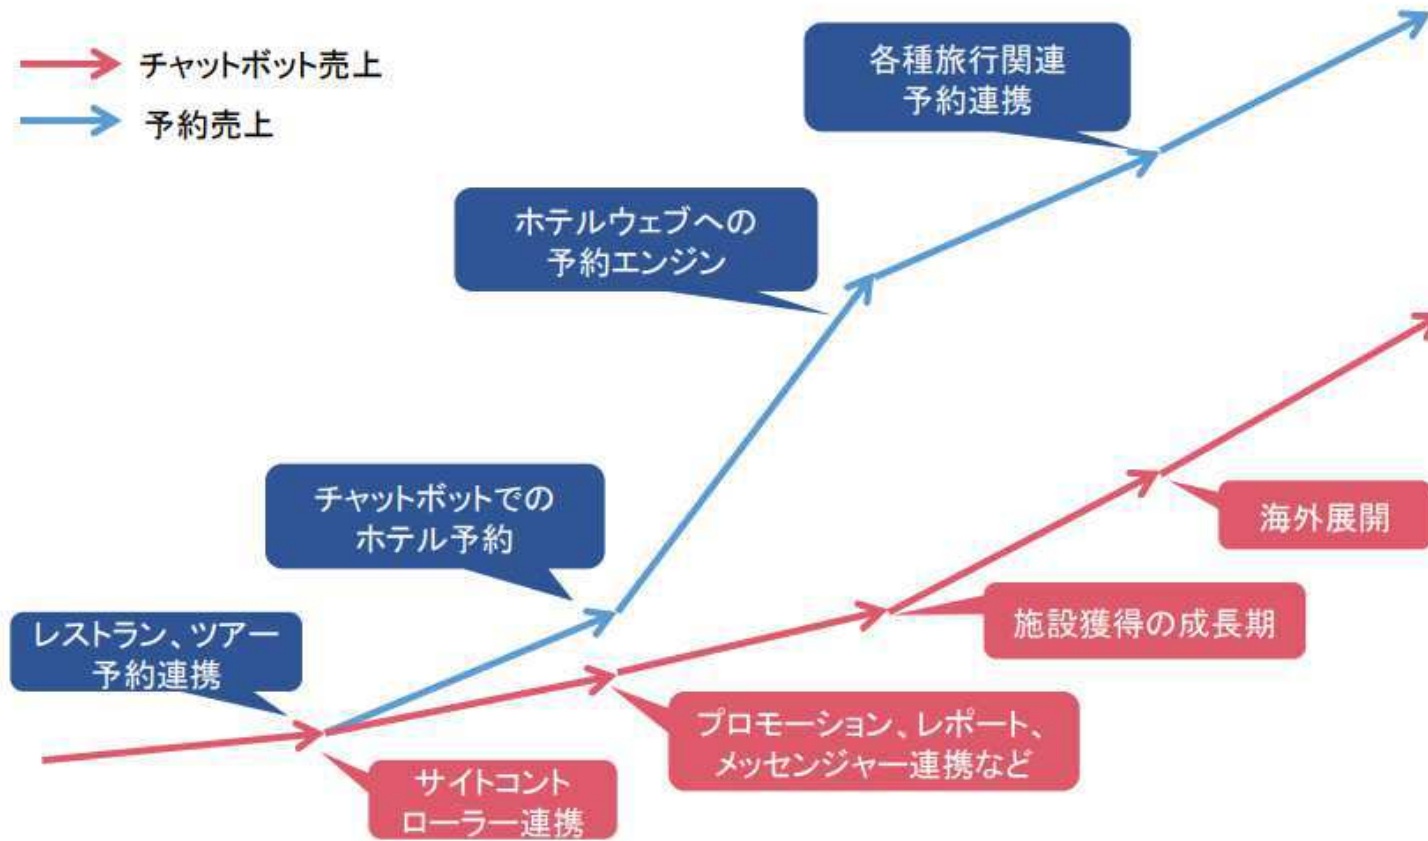 チャットボット売上
予約売上
各種旅行関連
予約連携
ホテルウェブへの
予約エンジン
チャットボットでの
ホテル予約
レストラン、ツアー
予約連携
海外展開
施設獲得の成長期
プロモーション、レポート、
メッセンジャー連携など
サイトコント
ローラー連携